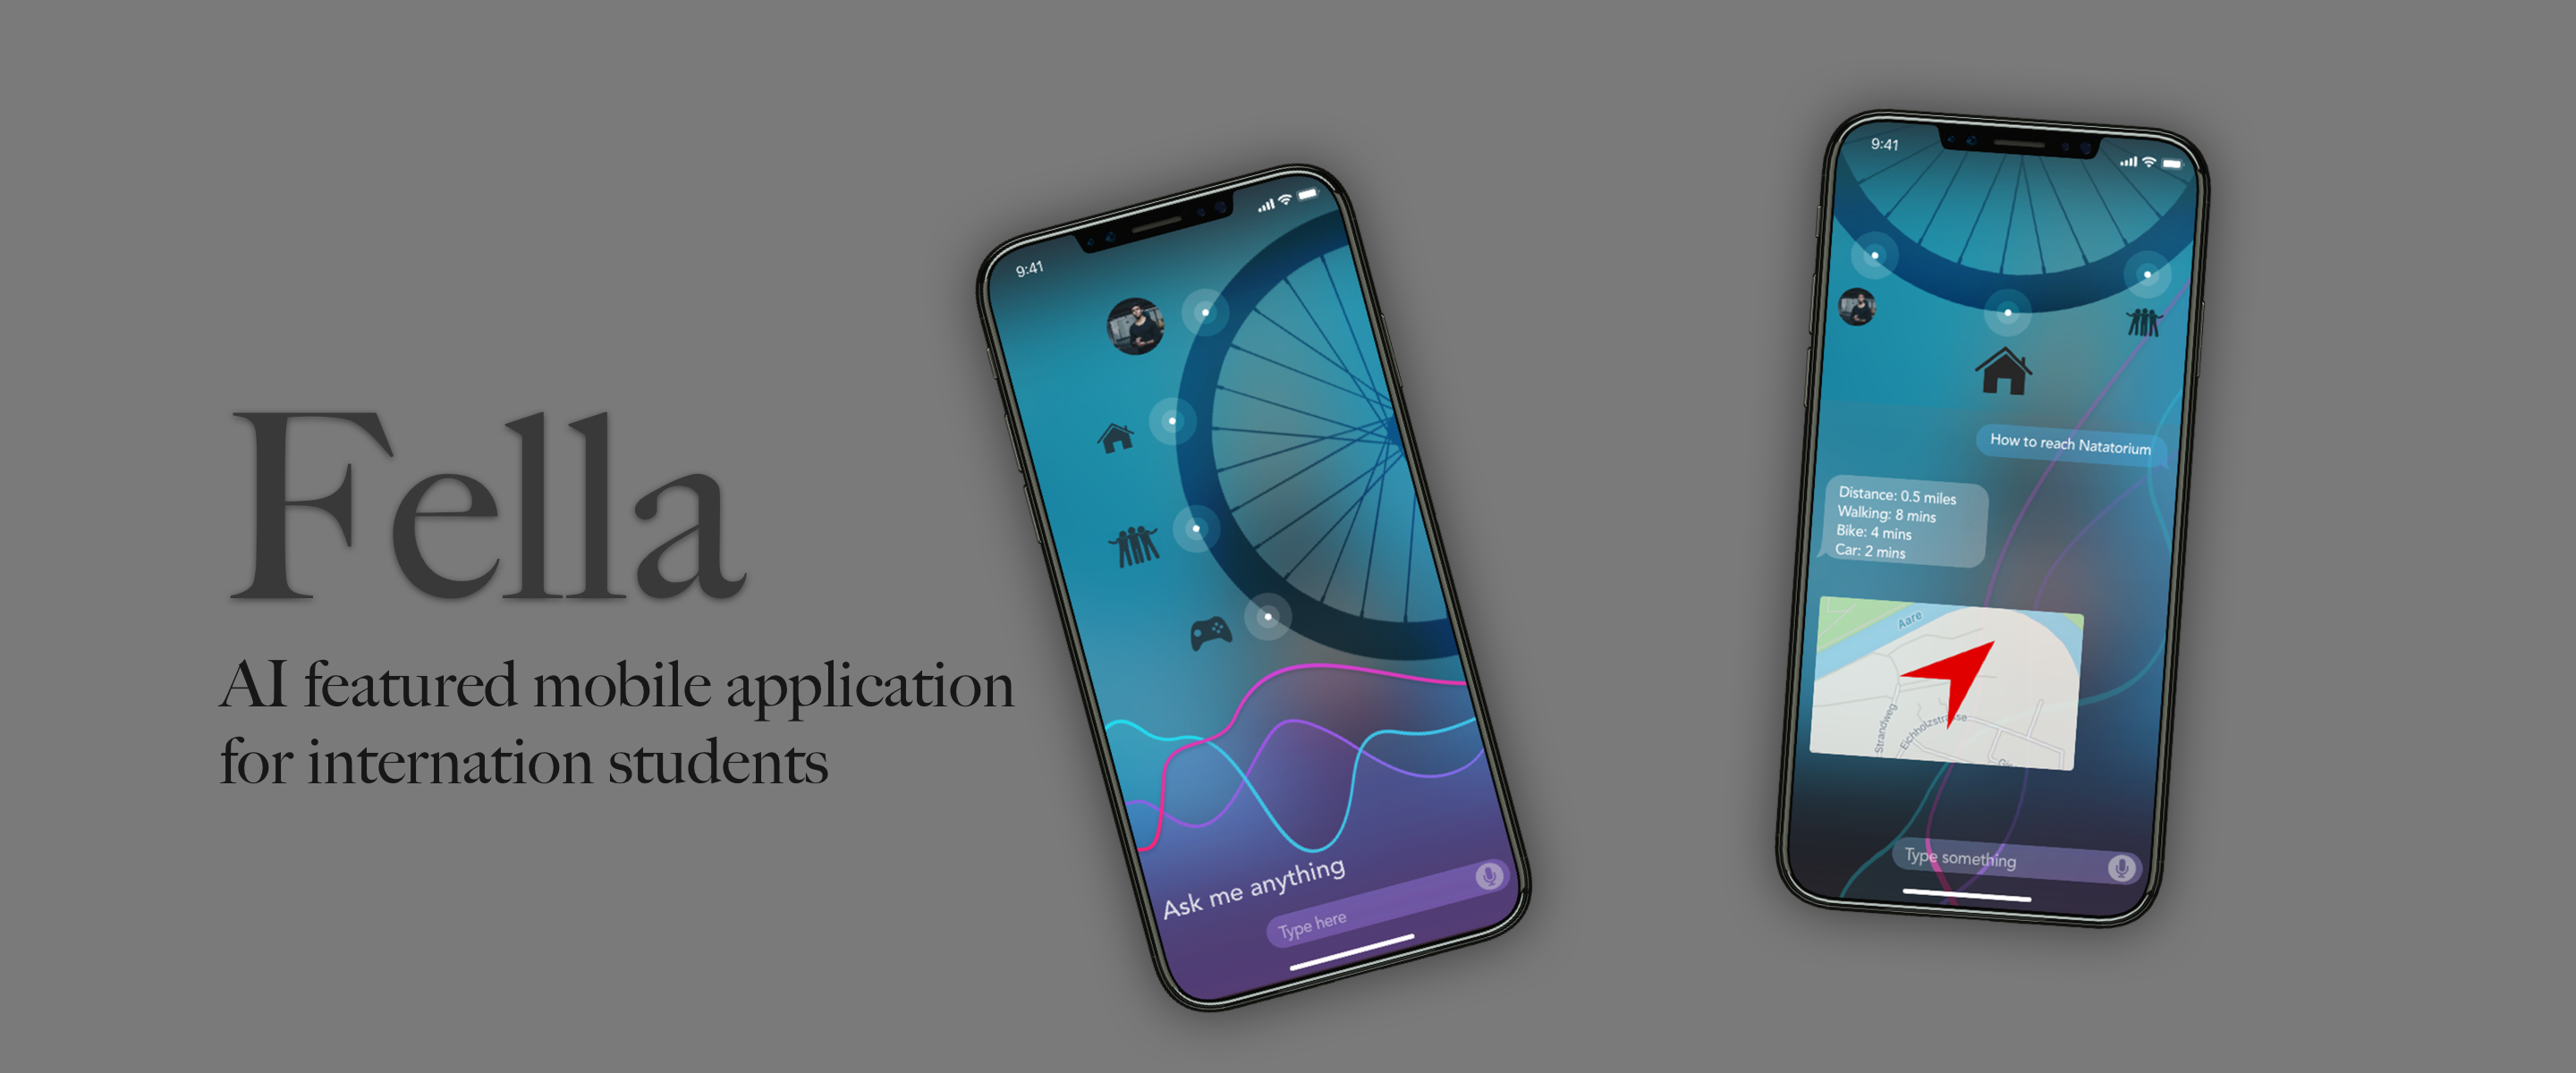 Fella
AI featured mobile application
for internation students
9:41
Ask me anything
Type here
9:41
How to reach Natatorium
Distance: 0.5 miles
Walking: 8 mins
Bike: 4 mins
Car: 2 mins
Aare
Strandweg
Eichholzstrasse
Type something